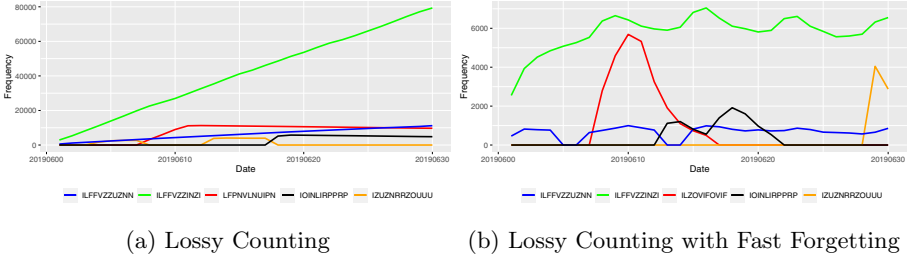 80000
60000
40000
20000
0
Frequency
20190600
20190610
20190620
20190630
Date
ILFFVZZUZNN
ILFFVZZINZI
LFPNVLNUIPN
IOINLIRPPRP
IZUZNRRZOUUU
(a) Lossy Counting
6000
4000
2000
0
Frequency
20190600
20190610
20190620
20190630
Date
ILFFVZZUZNN
ILFFVZZINZI
ILZOVIFOVIF
IOINLIRPPRP
IZUZNRRZOUUU
(b) Lossy Counting with Fast Forgetting